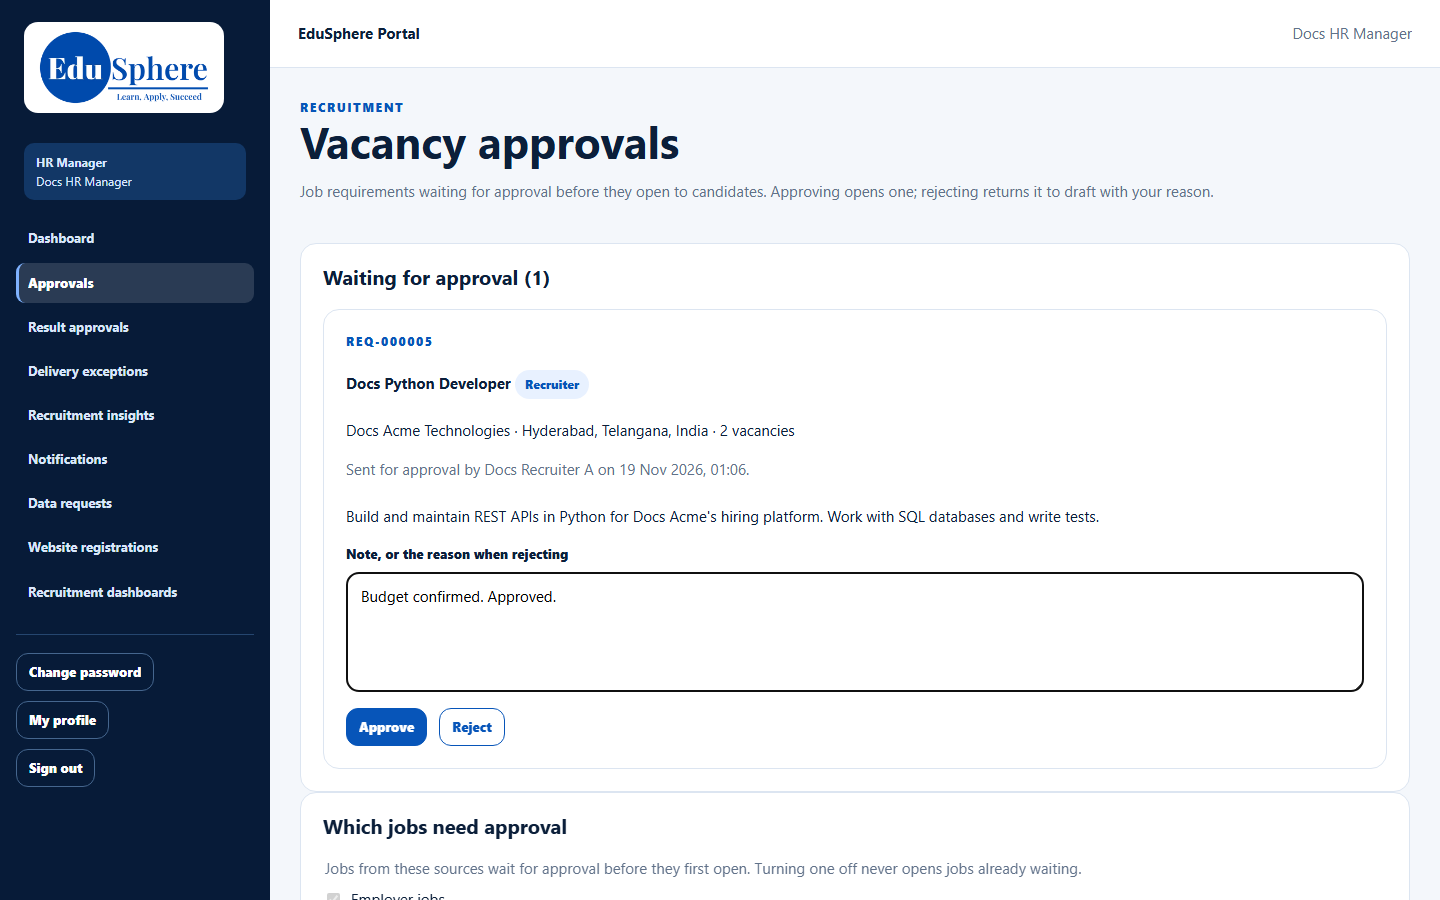 Edu Sphere
Learn. Apply, Succeed
HR Manager
Docs HR Manager
Dashboard
Approvals
Result approvals
Delivery exceptions
Recruitment insights
Notifications
Data requests
Website registrations
Recruitment dashboards
Change password
My profile
Sign out
EduSphere Portal
Docs HR Manager
RECRUITMENT
Vacancy approvals
Job requirements waiting for approval before they open to candidates. Approving opens one; rejecting returns it to draft with your reason.
Waiting for approval (1)
REQ-000005
Docs Python Developer Recruiter
Docs Acme Technologies · Hyderabad, Telangana, India · 2 vacancies
Sent for approval by Docs Recruiter A on 19 Nov 2026, 01:06.
Build and maintain REST APIs in Python for Docs Acme's hiring platform. Work with SQL databases and write tests.
Note, or the reason when rejecting
Budget confirmed. Approved.
Approve Reject
Which jobs need approval
Jobs from these sources wait for approval before they first open. Turning one off never opens jobs already waiting.
Employer jobs